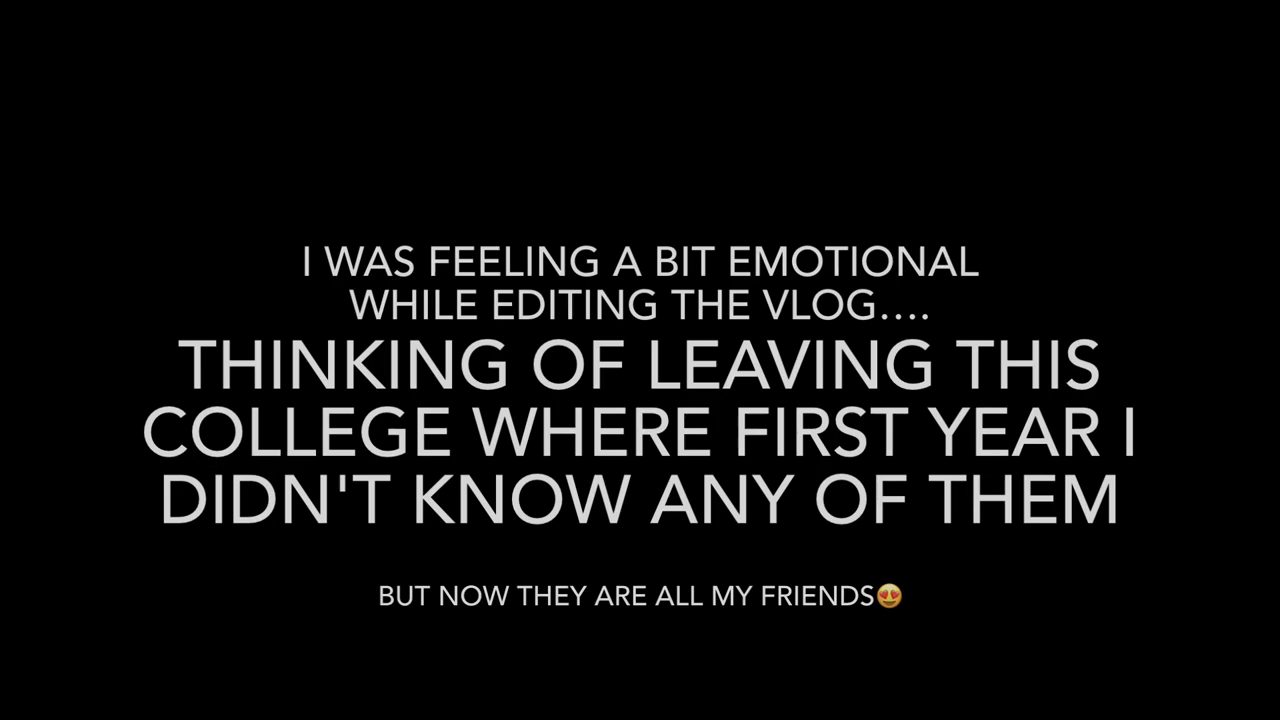 I WAS FEELING A BIT EMOTIONAL
WHILE EDITING THE VLOG....
THINKING OF LEAVING THIS
COLLEGE WHERE FIRST YEAR I
DIDN'T KNOW ANY OF THEM
BUT NOW THEY ARE ALL MY FRIENDS😍